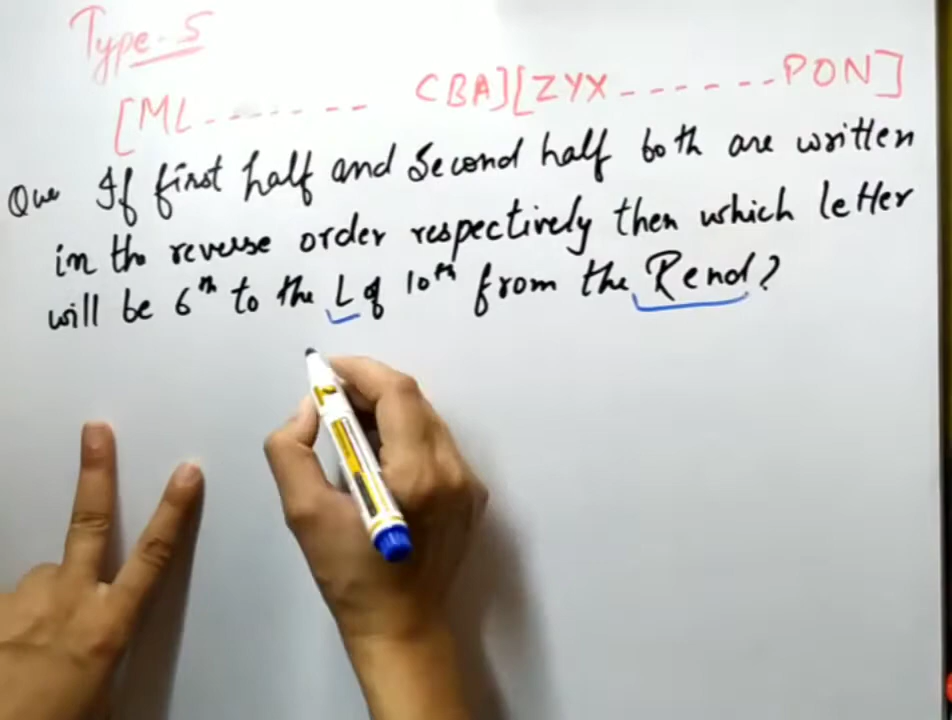 Type-5
[ML------- CBA][ZYX-------PON]
Que If first half and Second half both are written
in the reverse order respectively then which letter
will be 6th to the L of 10th from the Rend?